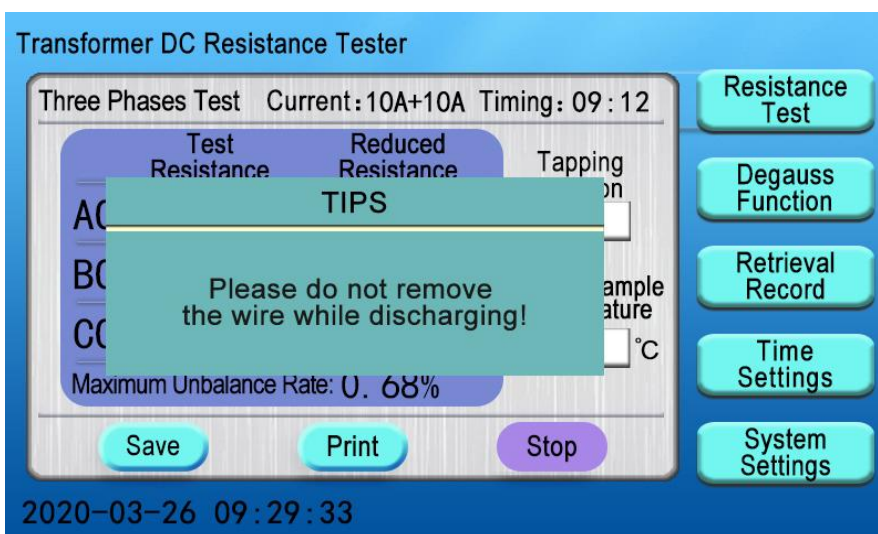 Transformer DC Resistance Tester
Three Phases Test Current:10A+10A Timing:09:12
Test Resistance
Reduced Resistance
Tapping
TIPS
Please do not remove
the wire while discharging!
°C
Maximum Unbalance Rate: 0.68%
Save
Print
Stop
Resistance
Test
Degauss
Function
Retrieval
Record
Time
Settings
System
Settings
2020-03-26 09:29:33